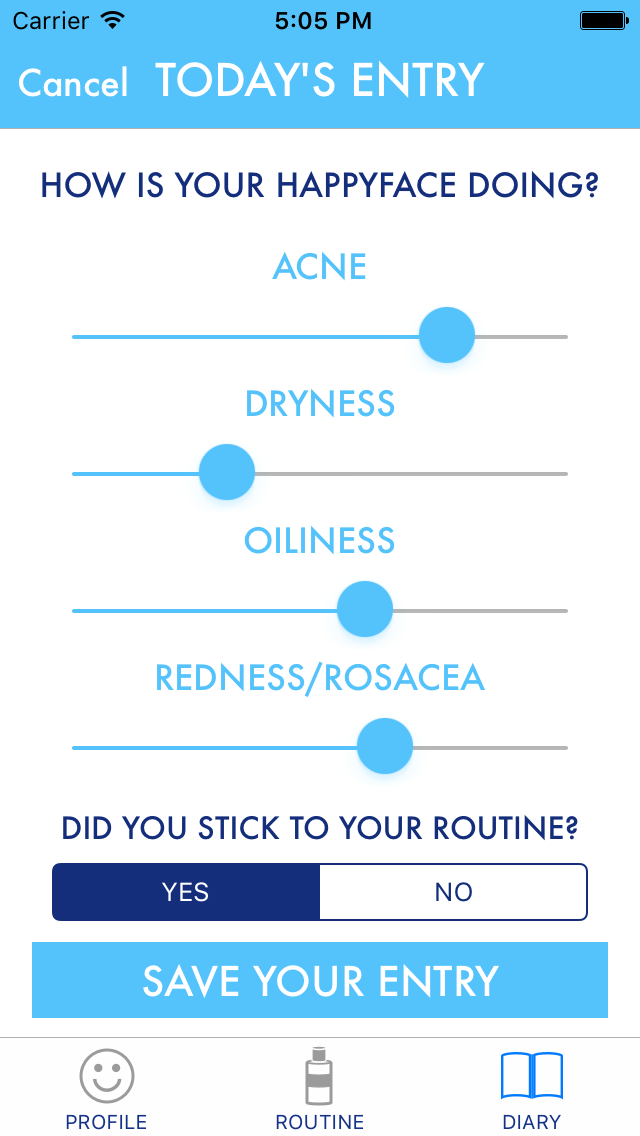 Carrier 5:05 PM
Cancel TODAY'S ENTRY
HOW IS YOUR HAPPYFACE DOING?
ACNE
DRYNESS
OILINESS
REDNESS/ROSACEA
DID YOU STICK TO YOUR ROUTINE?
YES NO
SAVE YOUR ENTRY
PROFILE ROUTINE DIARY